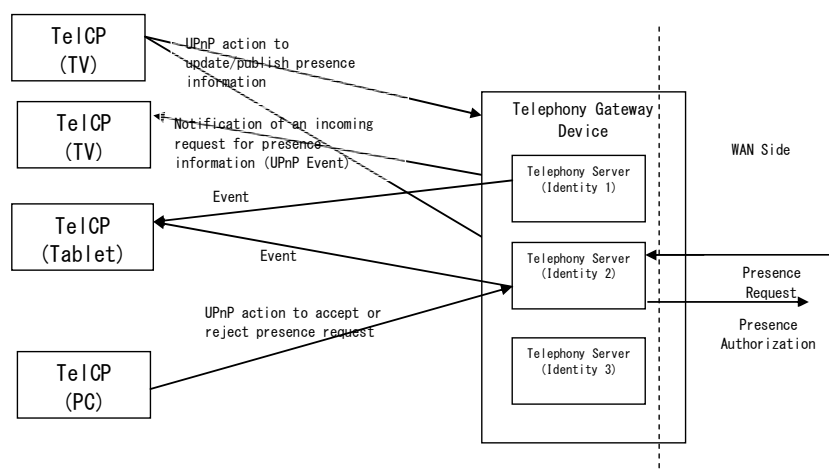 TelCP
(TV)
UPnP action to
update/publish presence
information
TelCP
(TV)
Notification of an incoming
request for presence
information (UPnP Event)
Telephony Gateway
Device
WAN Side
Telephony Server
(Identity 1)
Event
TelCP
(Tablet)
Event
Telephony Server
(Identity 2)
Presence
Request
UPnP action to accept or
reject presence request
Presence
Authorization
Telephony Server
(Identity 3)
TelCP
(PC)